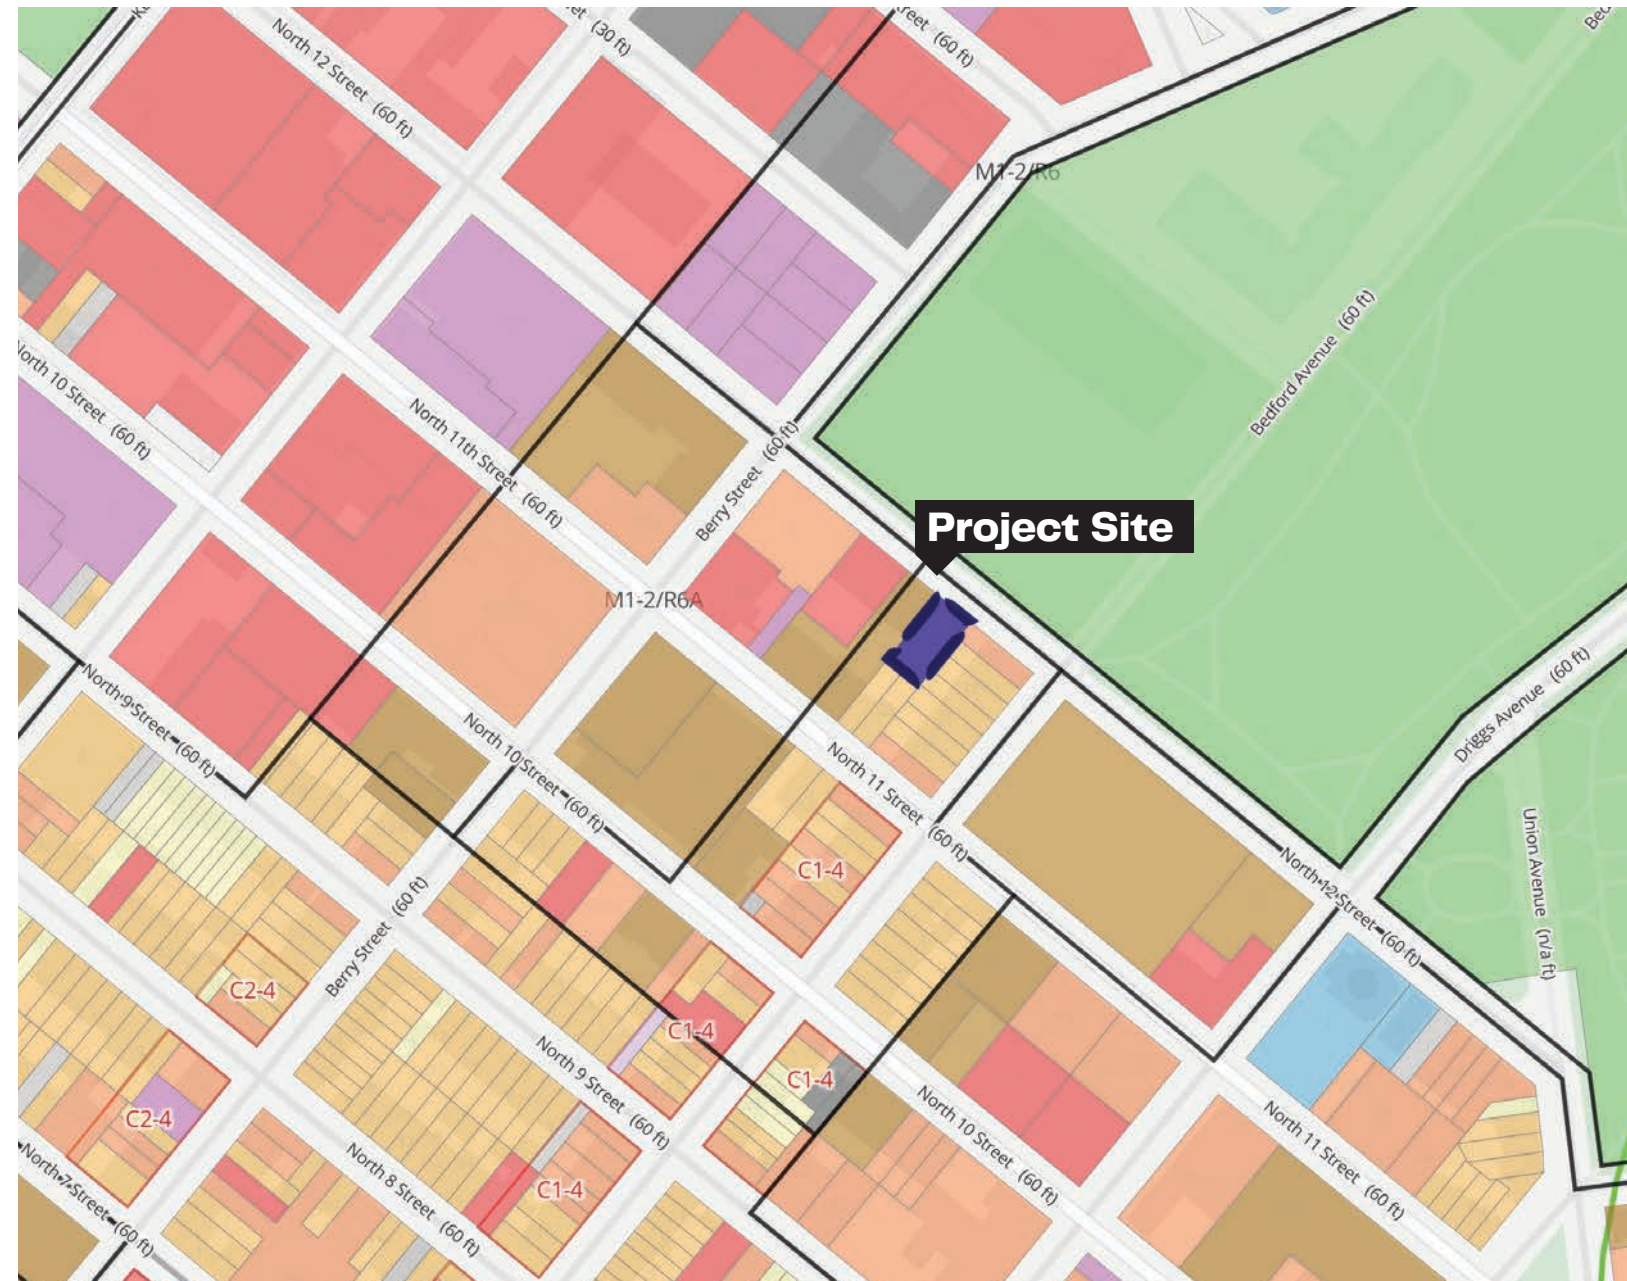 North 12 Street (60 ft)
(30 ft)
(60 ft)
M1-2/R6
Bedford Avenue (60 ft)
North 10 Street (60 ft)
North 11th Street (60 ft)
Berry Street (60 ft)
Project Site
M1-2/R6A
North 9 Street (60 ft)
North 10 Street (60 ft)
North 11 Street (60 ft)
Driggs Avenue (60 ft)
Union Avenue (n/a ft)
North 12 Street (60 ft)
C1-4
Berry Street (60 ft)
C2-4
C1-4
C1-4
C2-4
North 9 Street (60 ft)
North 10 Street (60 ft)
North 11 Street (60 ft)
North 7 Street (60 ft)
North 8 Street (60 ft)
C1-4